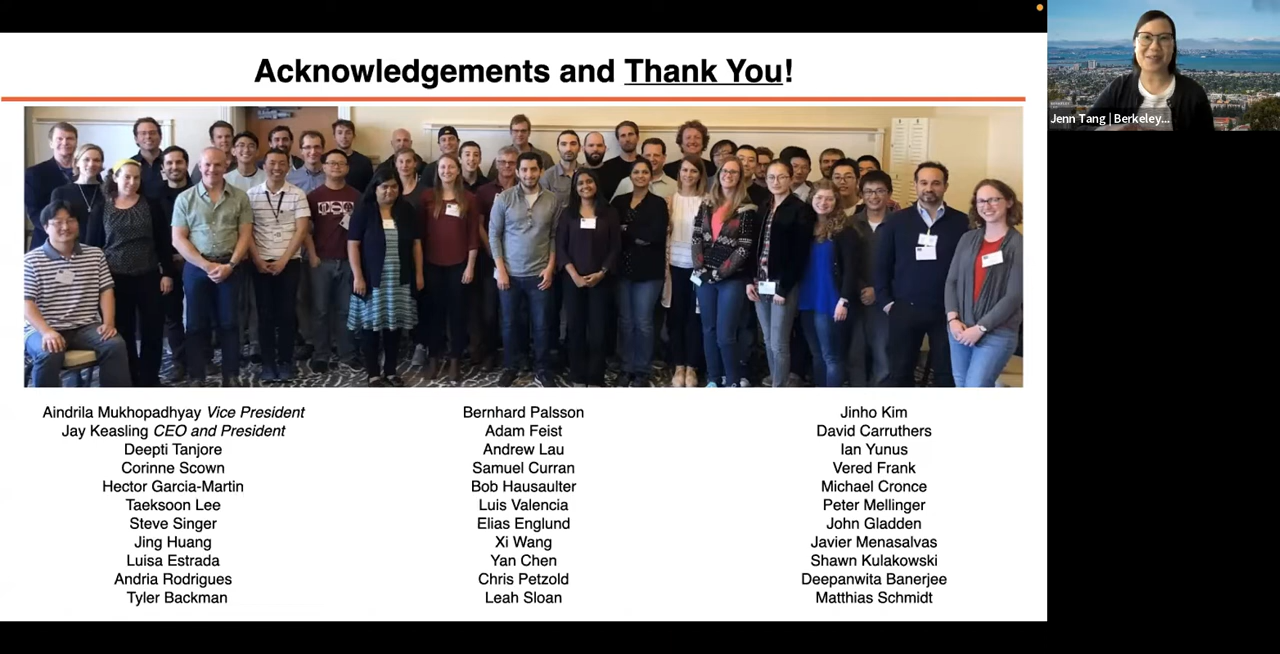 Acknowledgements and Thank You!
Jenn Tang | Berkeley...
Aindrila Mukhopadhyay Vice President
Jay Keasling CEO and President
Deepti Tanjore
Corinne Scown
Hector Garcia-Martin
Taeksoon Lee
Steve Singer
Jing Huang
Luisa Estrada
Andria Rodrigues
Tyler Backman
Bernhard Palsson
Adam Feist
Andrew Lau
Samuel Curran
Bob Hausaulter
Luis Valencia
Elias Englund
Xi Wang
Yan Chen
Chris Petzold
Leah Sloan
Jinho Kim
David Carruthers
Ian Yunus
Vered Frank
Michael Cronce
Peter Mellinger
John Gladden
Javier Menasalvas
Shawn Kulakowski
Deepanwita Banerjee
Matthias Schmidt